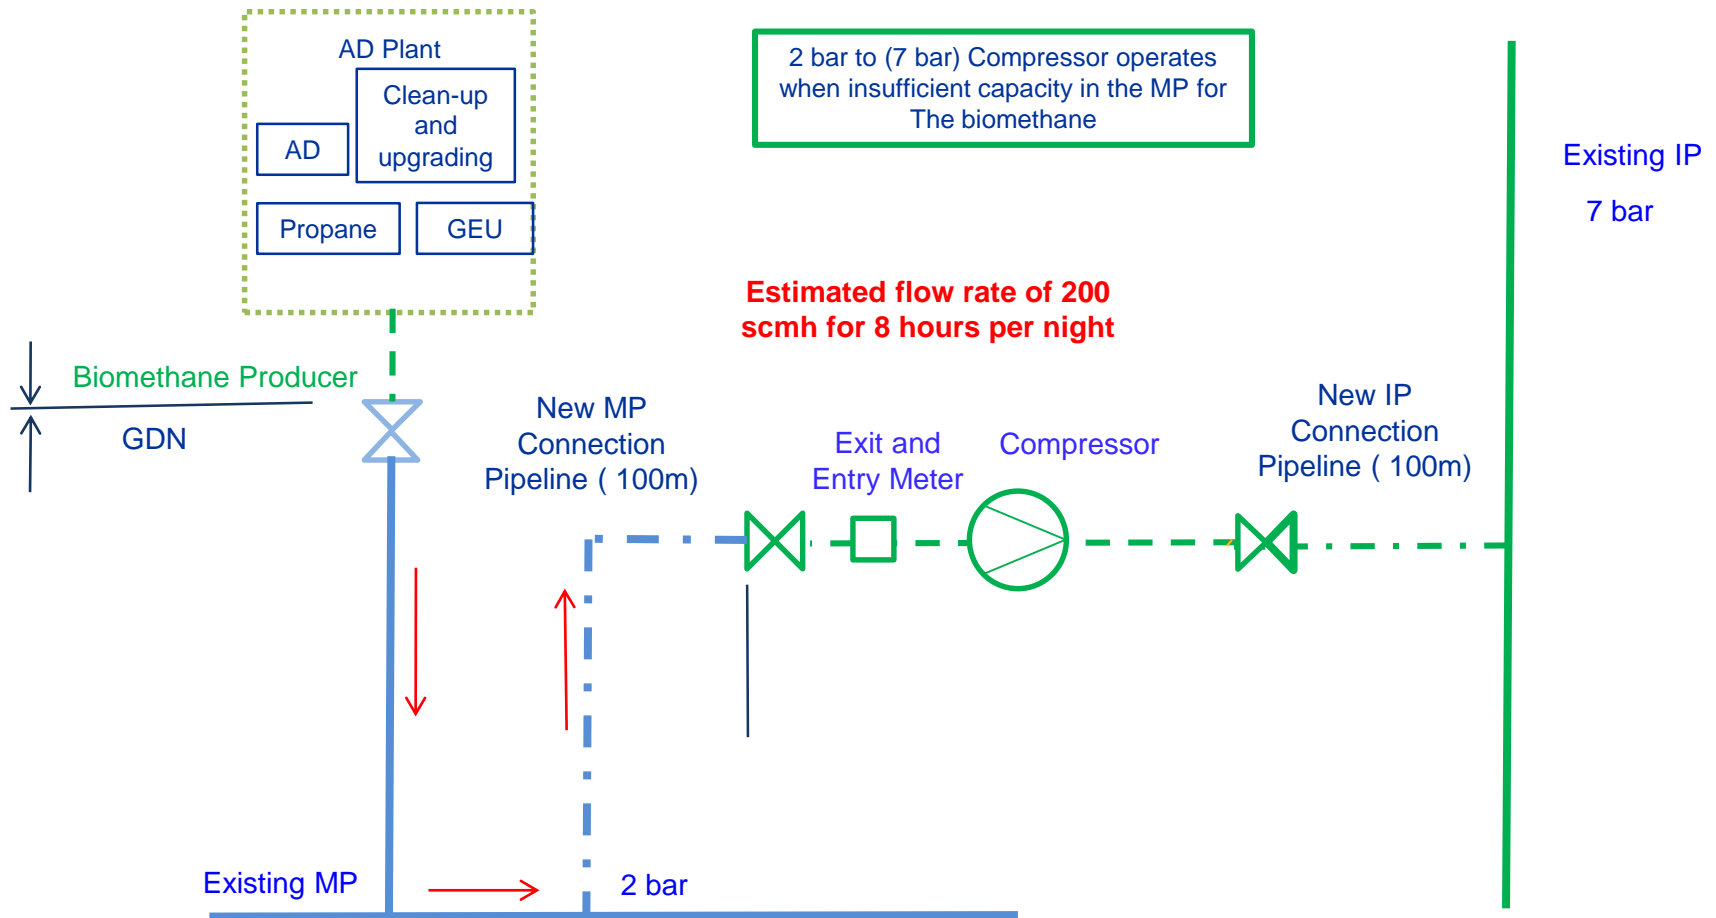 AD Plant
Clean-up
and
upgrading
AD
Propane
GEU
2 bar to (7 bar) Compressor operates
when insufficient capacity in the MP for
The biomethane
Existing IP
7 bar
Estimated flow rate of 200
scmh for 8 hours per night
Biomethane Producer
GDN
New MP
Connection
Pipeline ( 100m)
Exit and
Entry Meter
Compressor
New IP
Connection
Pipeline ( 100m)
Existing MP
2 bar